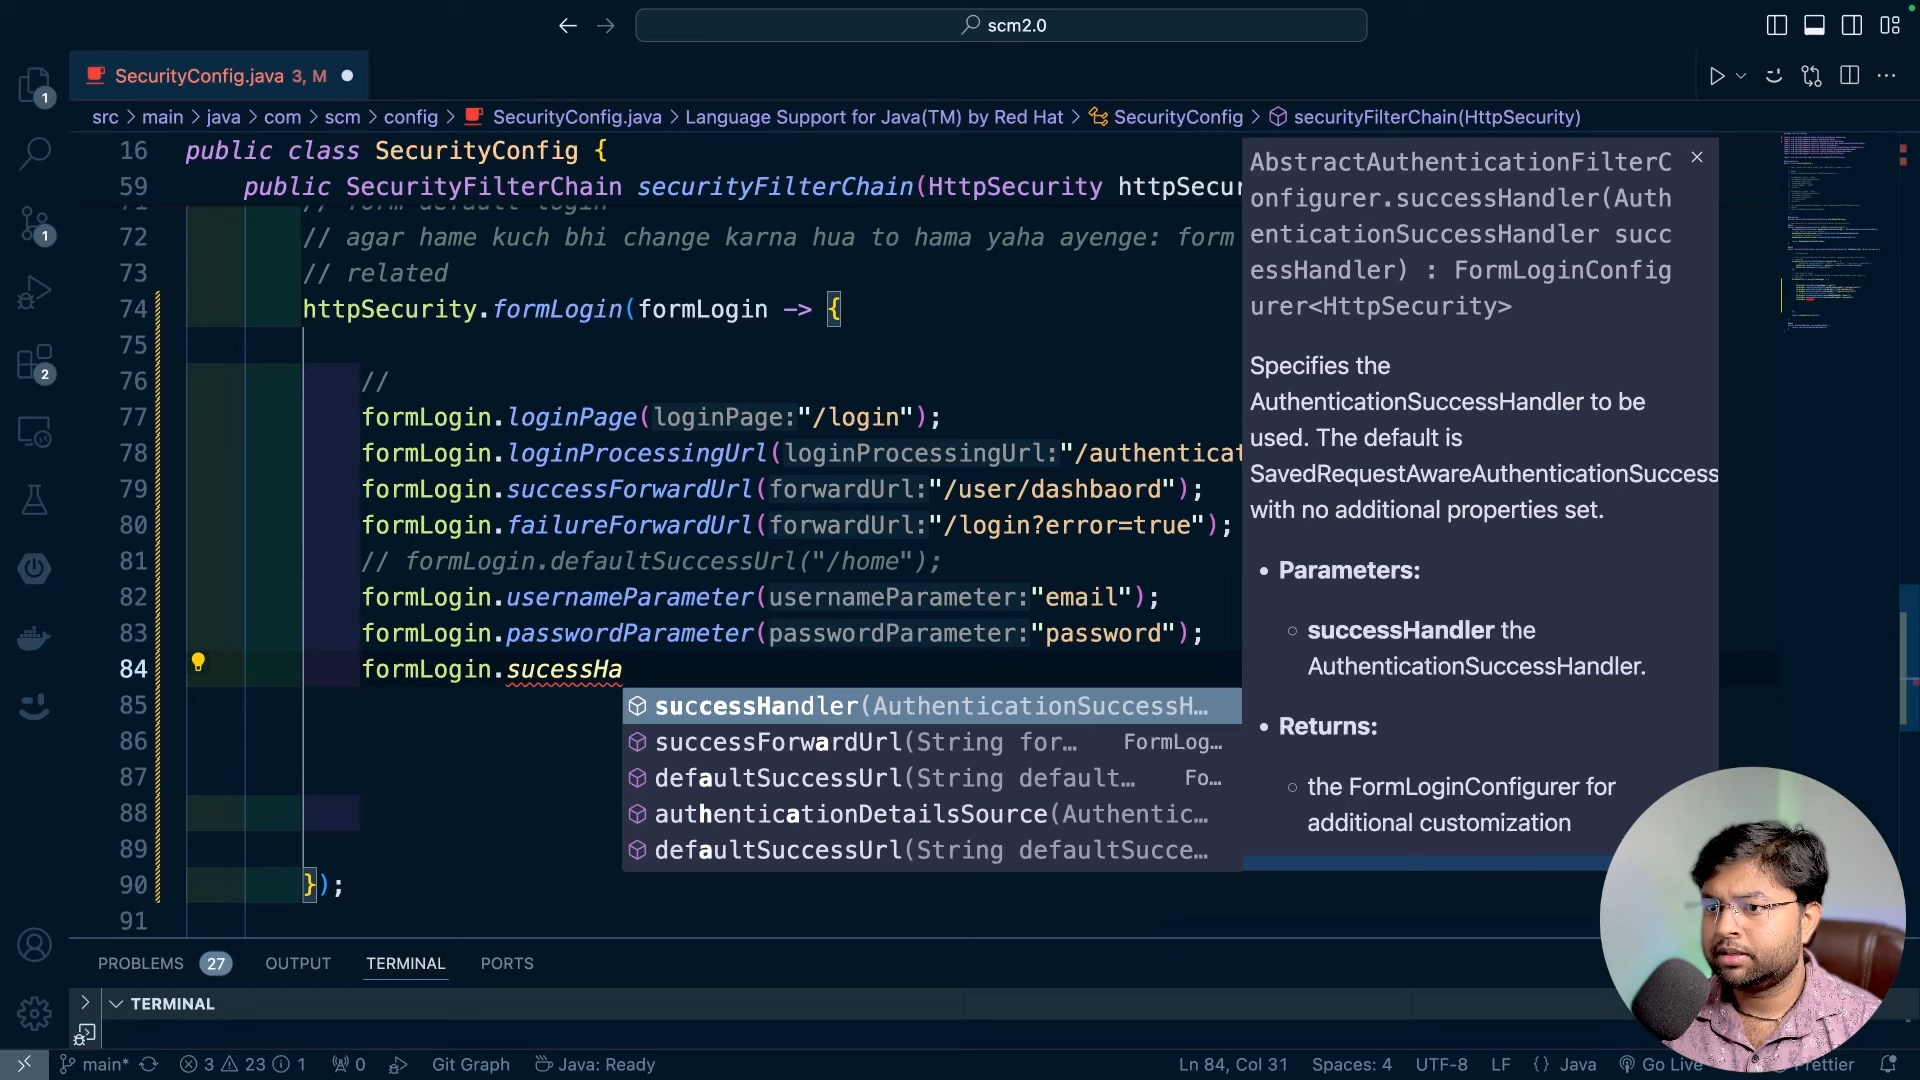 scm2.0
SecurityConfig.java 3, M
src > main > java > com > scm > config > SecurityConfig.java > Language Support for Java(TM) by Red Hat > SecurityConfig > securityFilterChain(HttpSecurity)
16 public class SecurityConfig {
59 public SecurityFilterChain securityFilterChain(HttpSecurity httpSecur
71 // form default login
72 // agar hame kuch bhi change karna hua to hama yaha ayenge: form
73 // related
74 httpSecurity.formLogin(formLogin -> {
75
76 //
77 formLogin.loginPage(loginPage:"/login");
78 formLogin.loginProcessingUrl(loginProcessingUrl:"/authenticat
79 formLogin.successForwardUrl(forwardUrl:"/user/dashbaord");
80 formLogin.failureForwardUrl(forwardUrl:"/login?error=true");
81 // formLogin.defaultSuccessUrl("/home");
82 formLogin.usernameParameter(usernameParameter:"email");
83 formLogin.passwordParameter(passwordParameter:"password");
84 formLogin.sucessHa
85
86
87
88
89
90 });
91
successHandler(AuthenticationSuccessH…
successForwardUrl(String for… FormLog…
defaultSuccessUrl(String default… Fo…
authenticationDetailsSource(Authentic…
defaultSuccessUrl(String defaultSucce…
AbstractAuthenticationFilterC
onfigurer.successHandler(Auth
enticationSuccessHandler succ
essHandler) : FormLoginConfig
urer<HttpSecurity>
Specifies the
AuthenticationSuccessHandler to be
used. The default is
SavedRequestAwareAuthenticationSuccess
with no additional properties set.
• Parameters:
○ successHandler the
AuthenticationSuccessHandler.
• Returns:
○ the FormLoginConfigurer for
additional customization
1
1
2
PROBLEMS 27 OUTPUT TERMINAL PORTS
TERMINAL
main* 3 23 1 0 Git Graph Java: Ready Ln 84, Col 31 Spaces: 4 UTF-8 LF {} Java Go Live Prettier